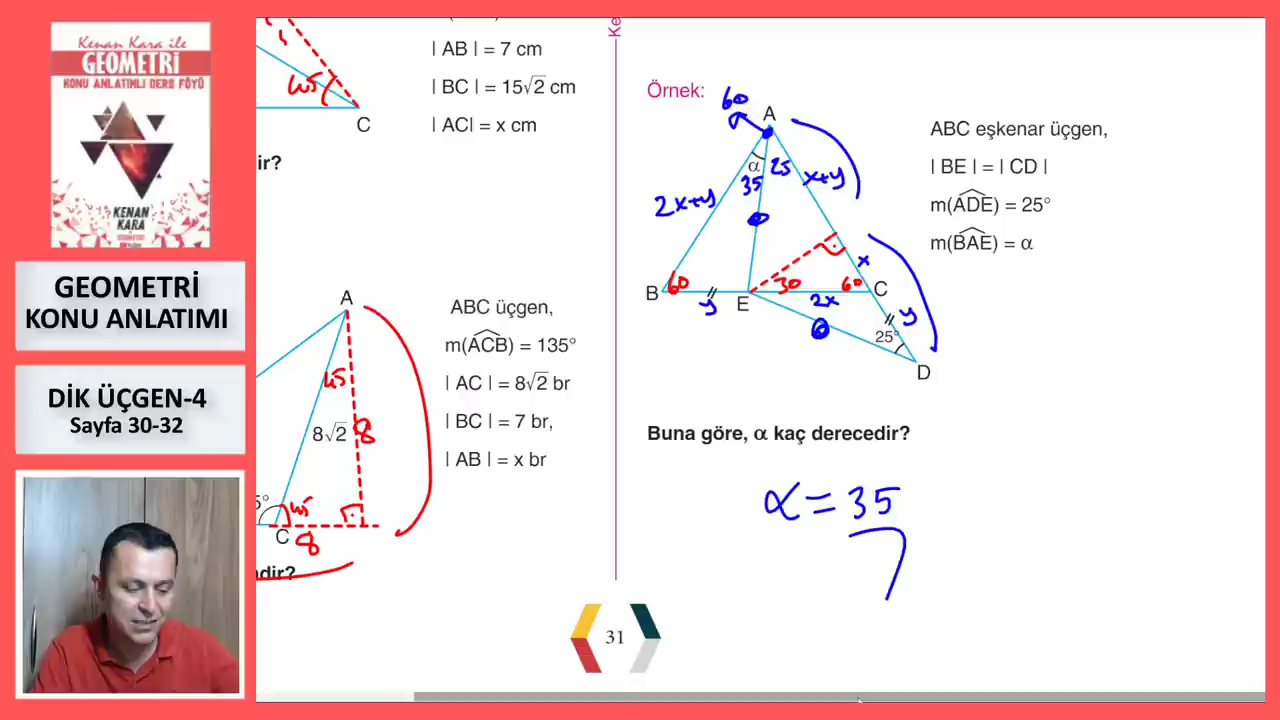 Kenan Kara ile
GEOMETRİ
KONU ANLATIMLI DERS FÖYÜ
KENAN
KARA
GEOMETRİ
KONU ANLATIMI
DİK ÜÇGEN-4
Sayfa 30-32
45
C
| AB | = 7 cm
| BC | = 15√2 cm
| AC| = x cm
ir?
A
45
8√2
8
45
C
8
ABC üçgen,
m(ACB) = 135°
| AC | = 8√2 br
| BC | = 7 br,
| AB | = x br
dir?
Ke
Örnek:
60
A
α
25
35
x+y
2x+y
x
B
60
E
30
60
C
y
2x
y
25°
D
ABC eşkenar üçgen,
| BE | = | CD |
m(ADE) = 25°
m(BAE) = α
Buna göre, α kaç derecedir?
α = 35
31